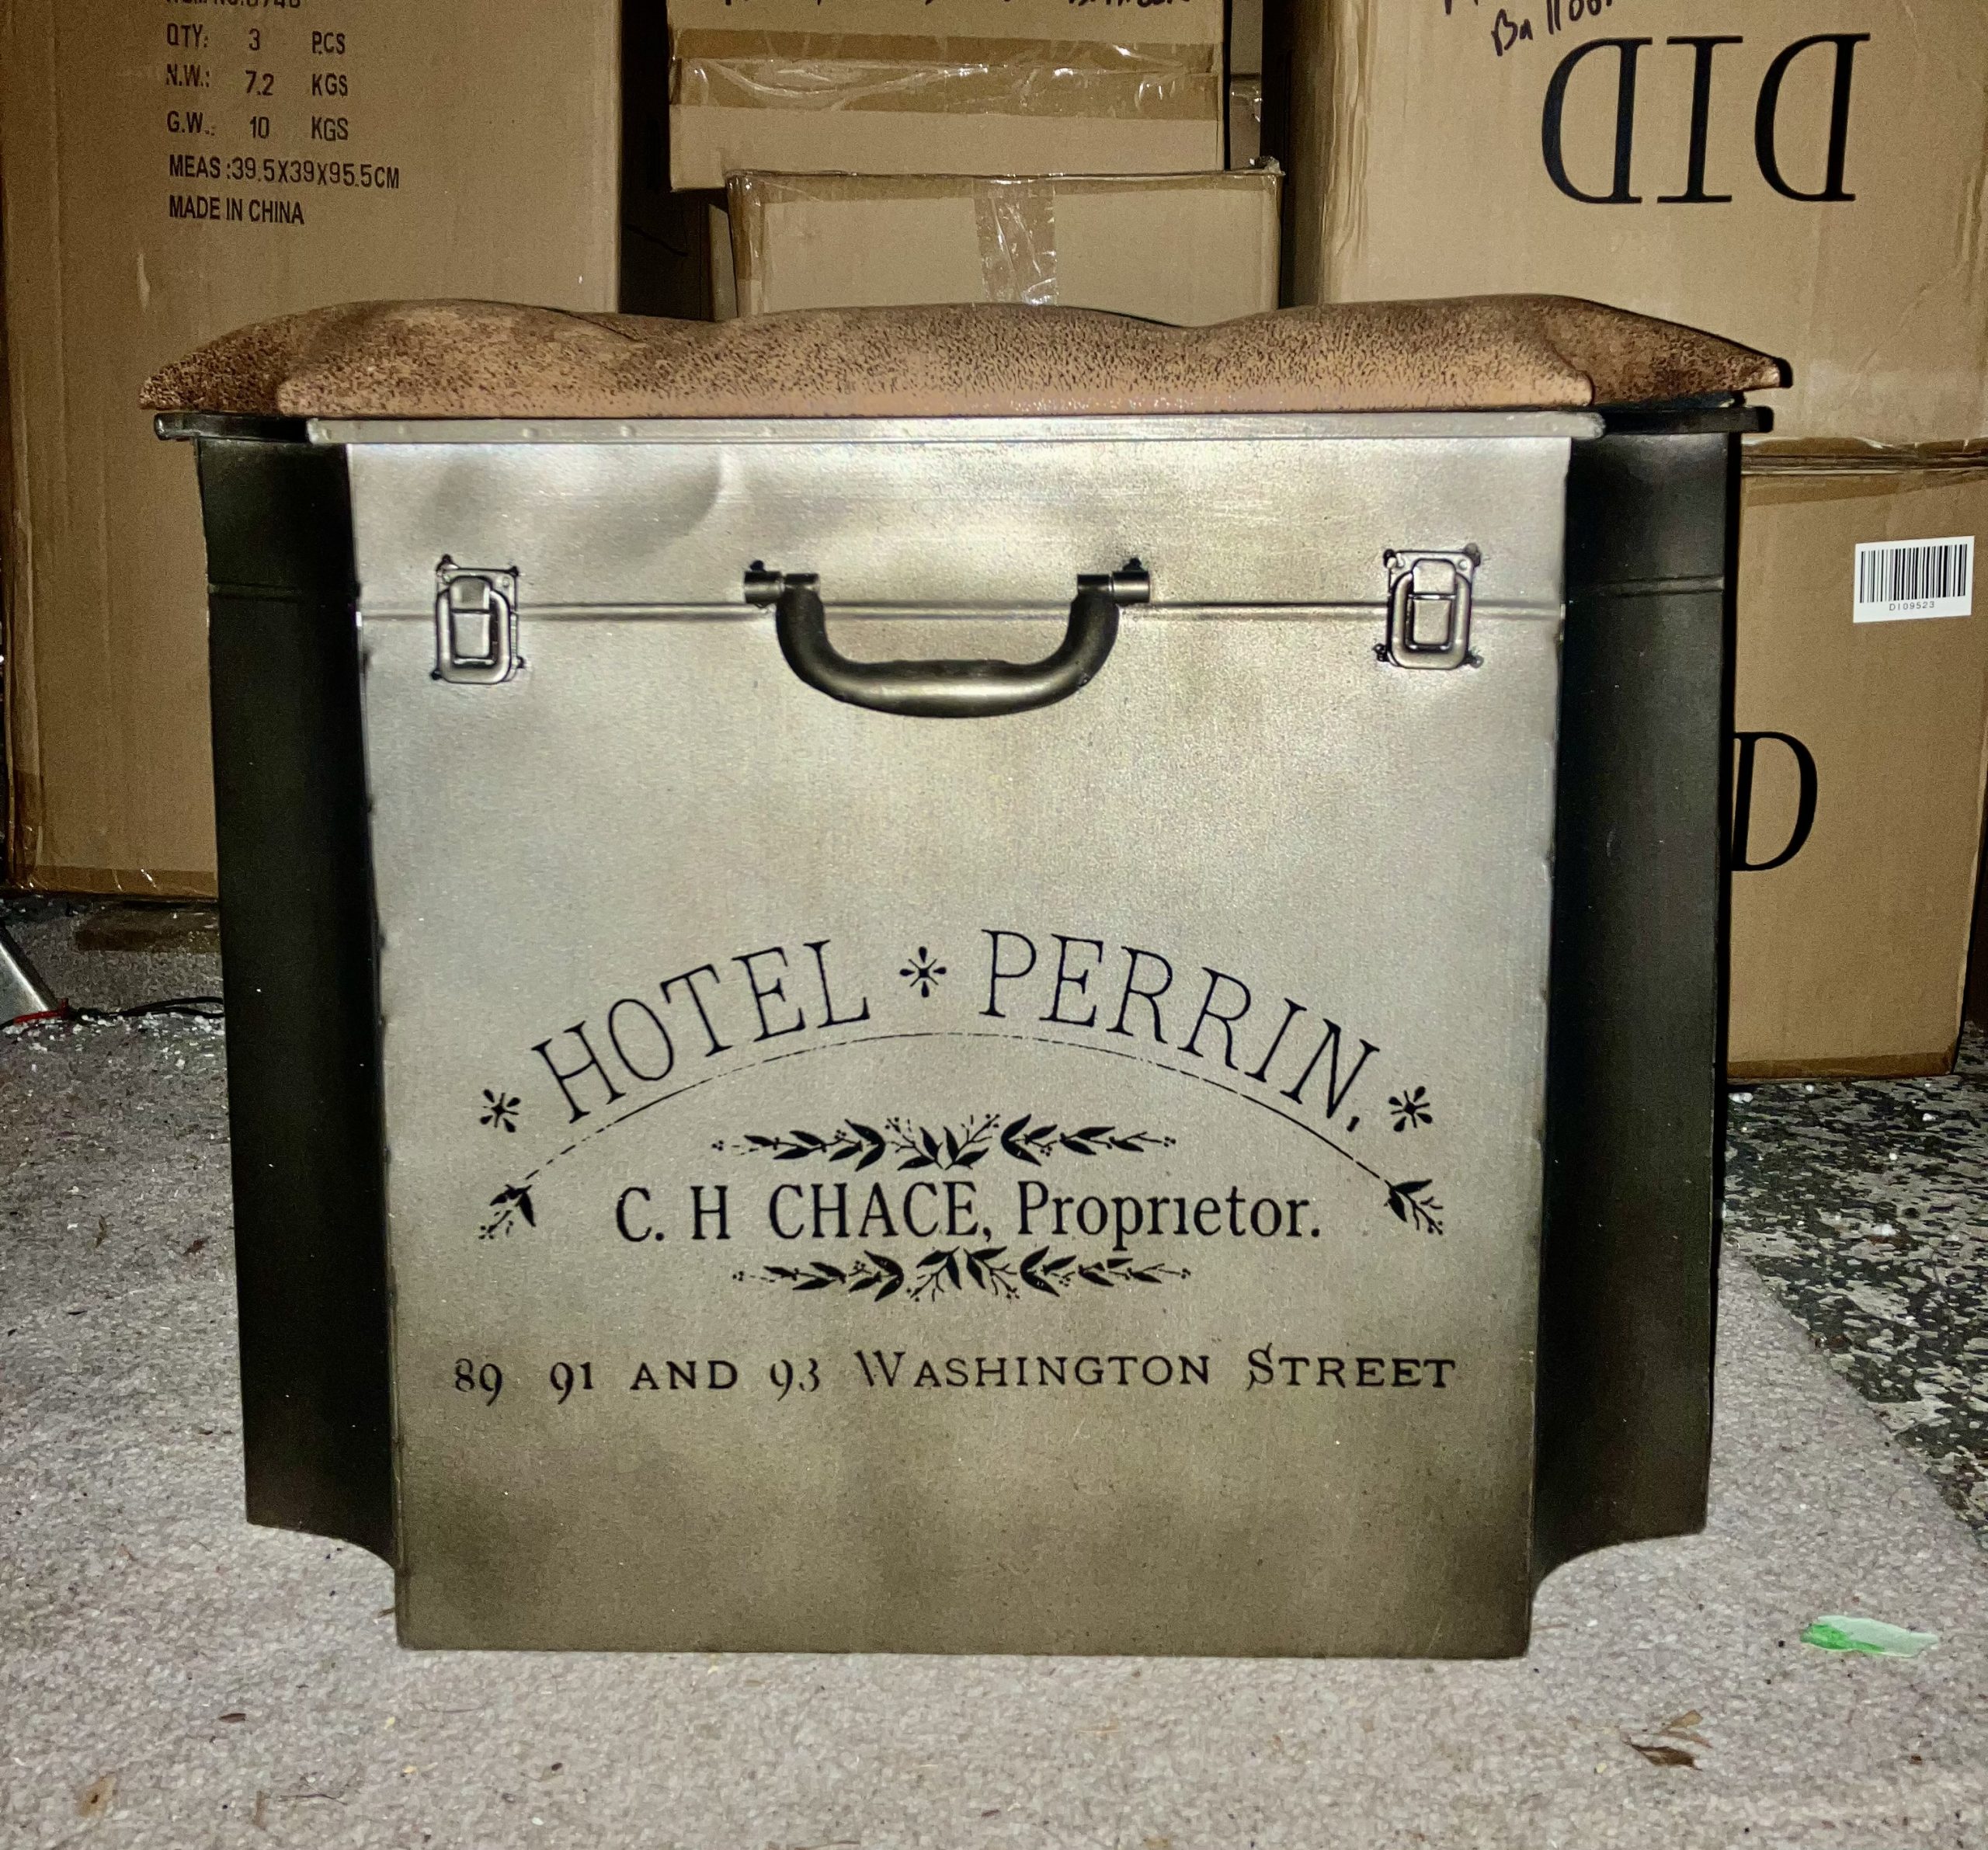 QTY: 3 PCS
N.W.: 7.2 KGS
G.W.: 10 KGS
MEAS :39.5X39X95.5CM
MADE IN CHINA
DID
DI09523
D
HOTEL PERRIN.
C. H CHACE, Proprietor.
89 91 AND 93 WASHINGTON STREET